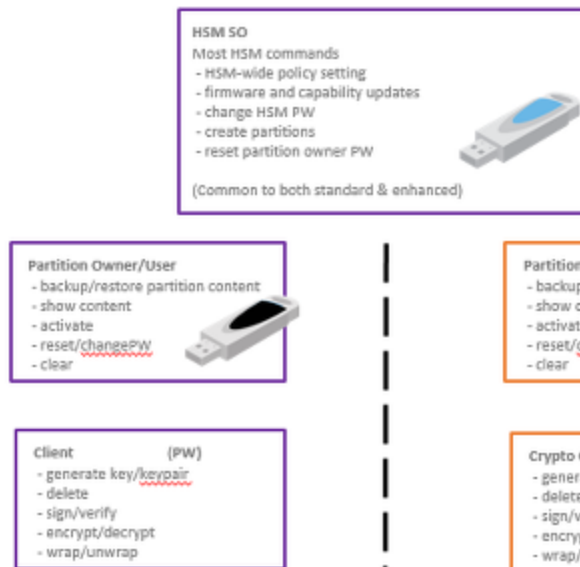 HSM SO
Most HSM commands
- HSM-wide policy setting
- firmware and capability updates
- change HSM PW
- create partitions
- reset partition owner PW
(Common to both standard & enhanced)
Partition Owner/User
- backup/restore partition content
- show content
- activate
- reset/changePW
- clear
Partition
- backup
- show c
- activat
- reset/c
- clear
Client (PW)
- generate key/keypair
- delete
- sign/verify
- encrypt/decrypt
- wrap/unwrap
Crypto
- gener
- delete
- sign/v
- encryp
- wrap/